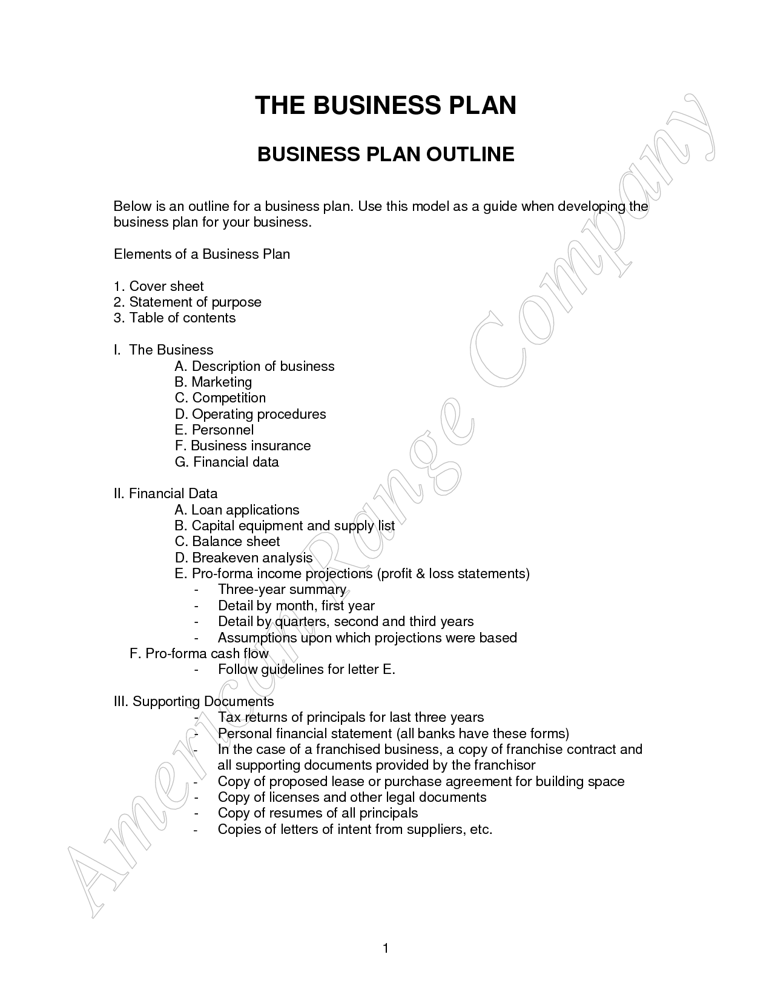 THE BUSINESS PLAN
BUSINESS PLAN OUTLINE
Below is an outline for a business plan. Use this model as a guide when developing the
business plan for your business.
Elements of a Business Plan
1. Cover sheet
2. Statement of purpose
3. Table of contents
I. The Business
A. Description of business
B. Marketing
C. Competition
D. Operating procedures
E. Personnel
F. Business insurance
G. Financial data
II. Financial Data
A. Loan applications
B. Capital equipment and supply list
C. Balance sheet
D. Breakeven analysis
E. Pro-forma income projections (profit & loss statements)
- Three-year summary
- Detail by month, first year
- Detail by quarters, second and third years
- Assumptions upon which projections were based
F. Pro-forma cash flow
- Follow guidelines for letter E.
III. Supporting Documents
- Tax returns of principals for last three years
- Personal financial statement (all banks have these forms)
- In the case of a franchised business, a copy of franchise contract and
all supporting documents provided by the franchisor
- Copy of proposed lease or purchase agreement for building space
- Copy of licenses and other legal documents
- Copy of resumes of all principals
- Copies of letters of intent from suppliers, etc.
American Range Company
1